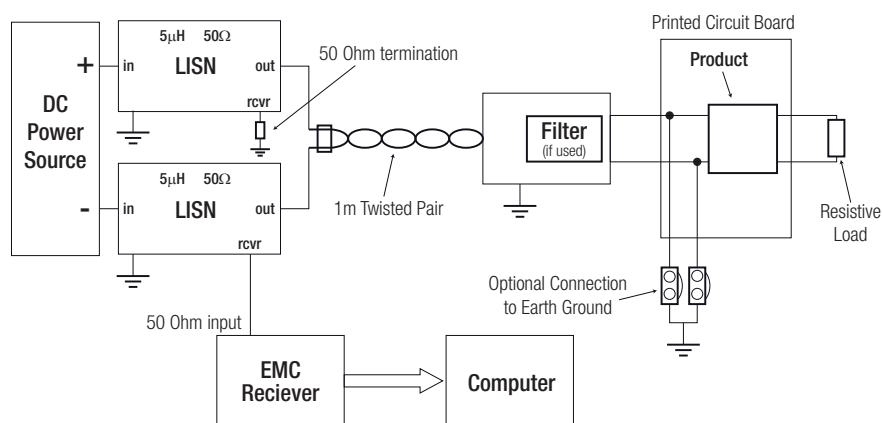 Printed Circuit Board
5μH 50Ω
LISN
in
out
rcvr
50 Ohm termination
Product
+
DC
Power
Source
-
Filter
(if used)
5μH 50Ω
LISN
in
out
rcvr
1m Twisted Pair
Resistive
Load
Optional Connection
to Earth Ground
50 Ohm input
EMC
Reciever
Computer